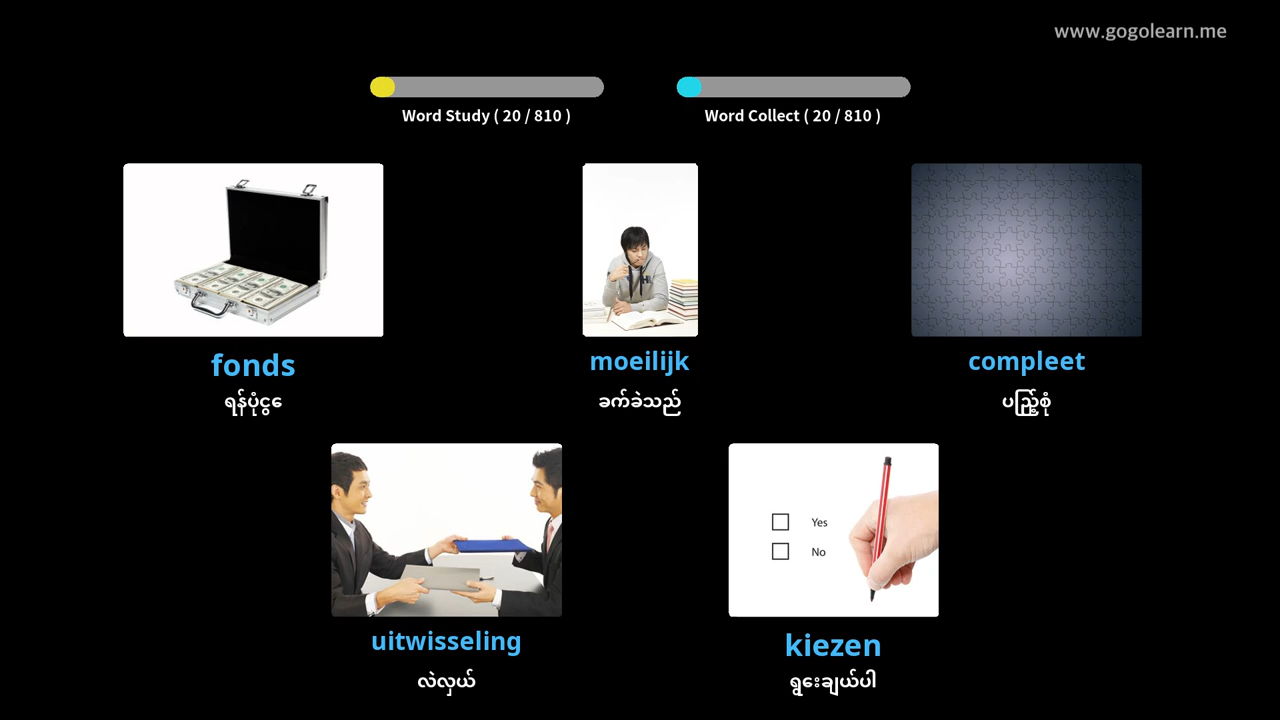 www.gogolearn.me
Word Study ( 20 / 810 )
Word Collect ( 20 / 810 )
fonds
ရန်ပုံငွေ
moeilijk
ခက်ခဲသည်
compleet
ပြည့်စုံ
Yes
No
uitwisseling
လဲလှယ်
kiezen
ရွေးချယ်ပါ